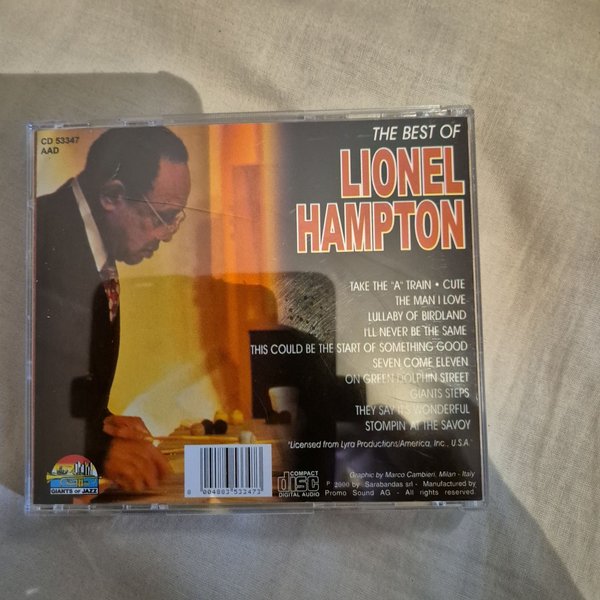 CD 53347
AAD
THE BEST OF
LIONEL
HAMPTON
TAKE THE "A" TRAIN • CUTE
THE MAN I LOVE
LULLABY OF BIRDLAND
I'LL NEVER BE THE SAME
THIS COULD BE THE START OF SOMETHING GOOD
SEVEN COME ELEVEN
ON GREEN DOLPHIN STREET
GIANTS STEPS
THEY SAY IT'S WONDERFUL
STOMPIN' AT THE SAVOY
"Licensed from Lyra Productions/America, Inc., U.S.A."
GIANTS OF JAZZ
8 004883 533473
COMPACT
disc
DIGITAL AUDIO
Graphic by Marco Cambieri, Milan - Italy
P 2000 by Sarabandas srl - Manufactured by
Promo Sound AG - All rights reserved.